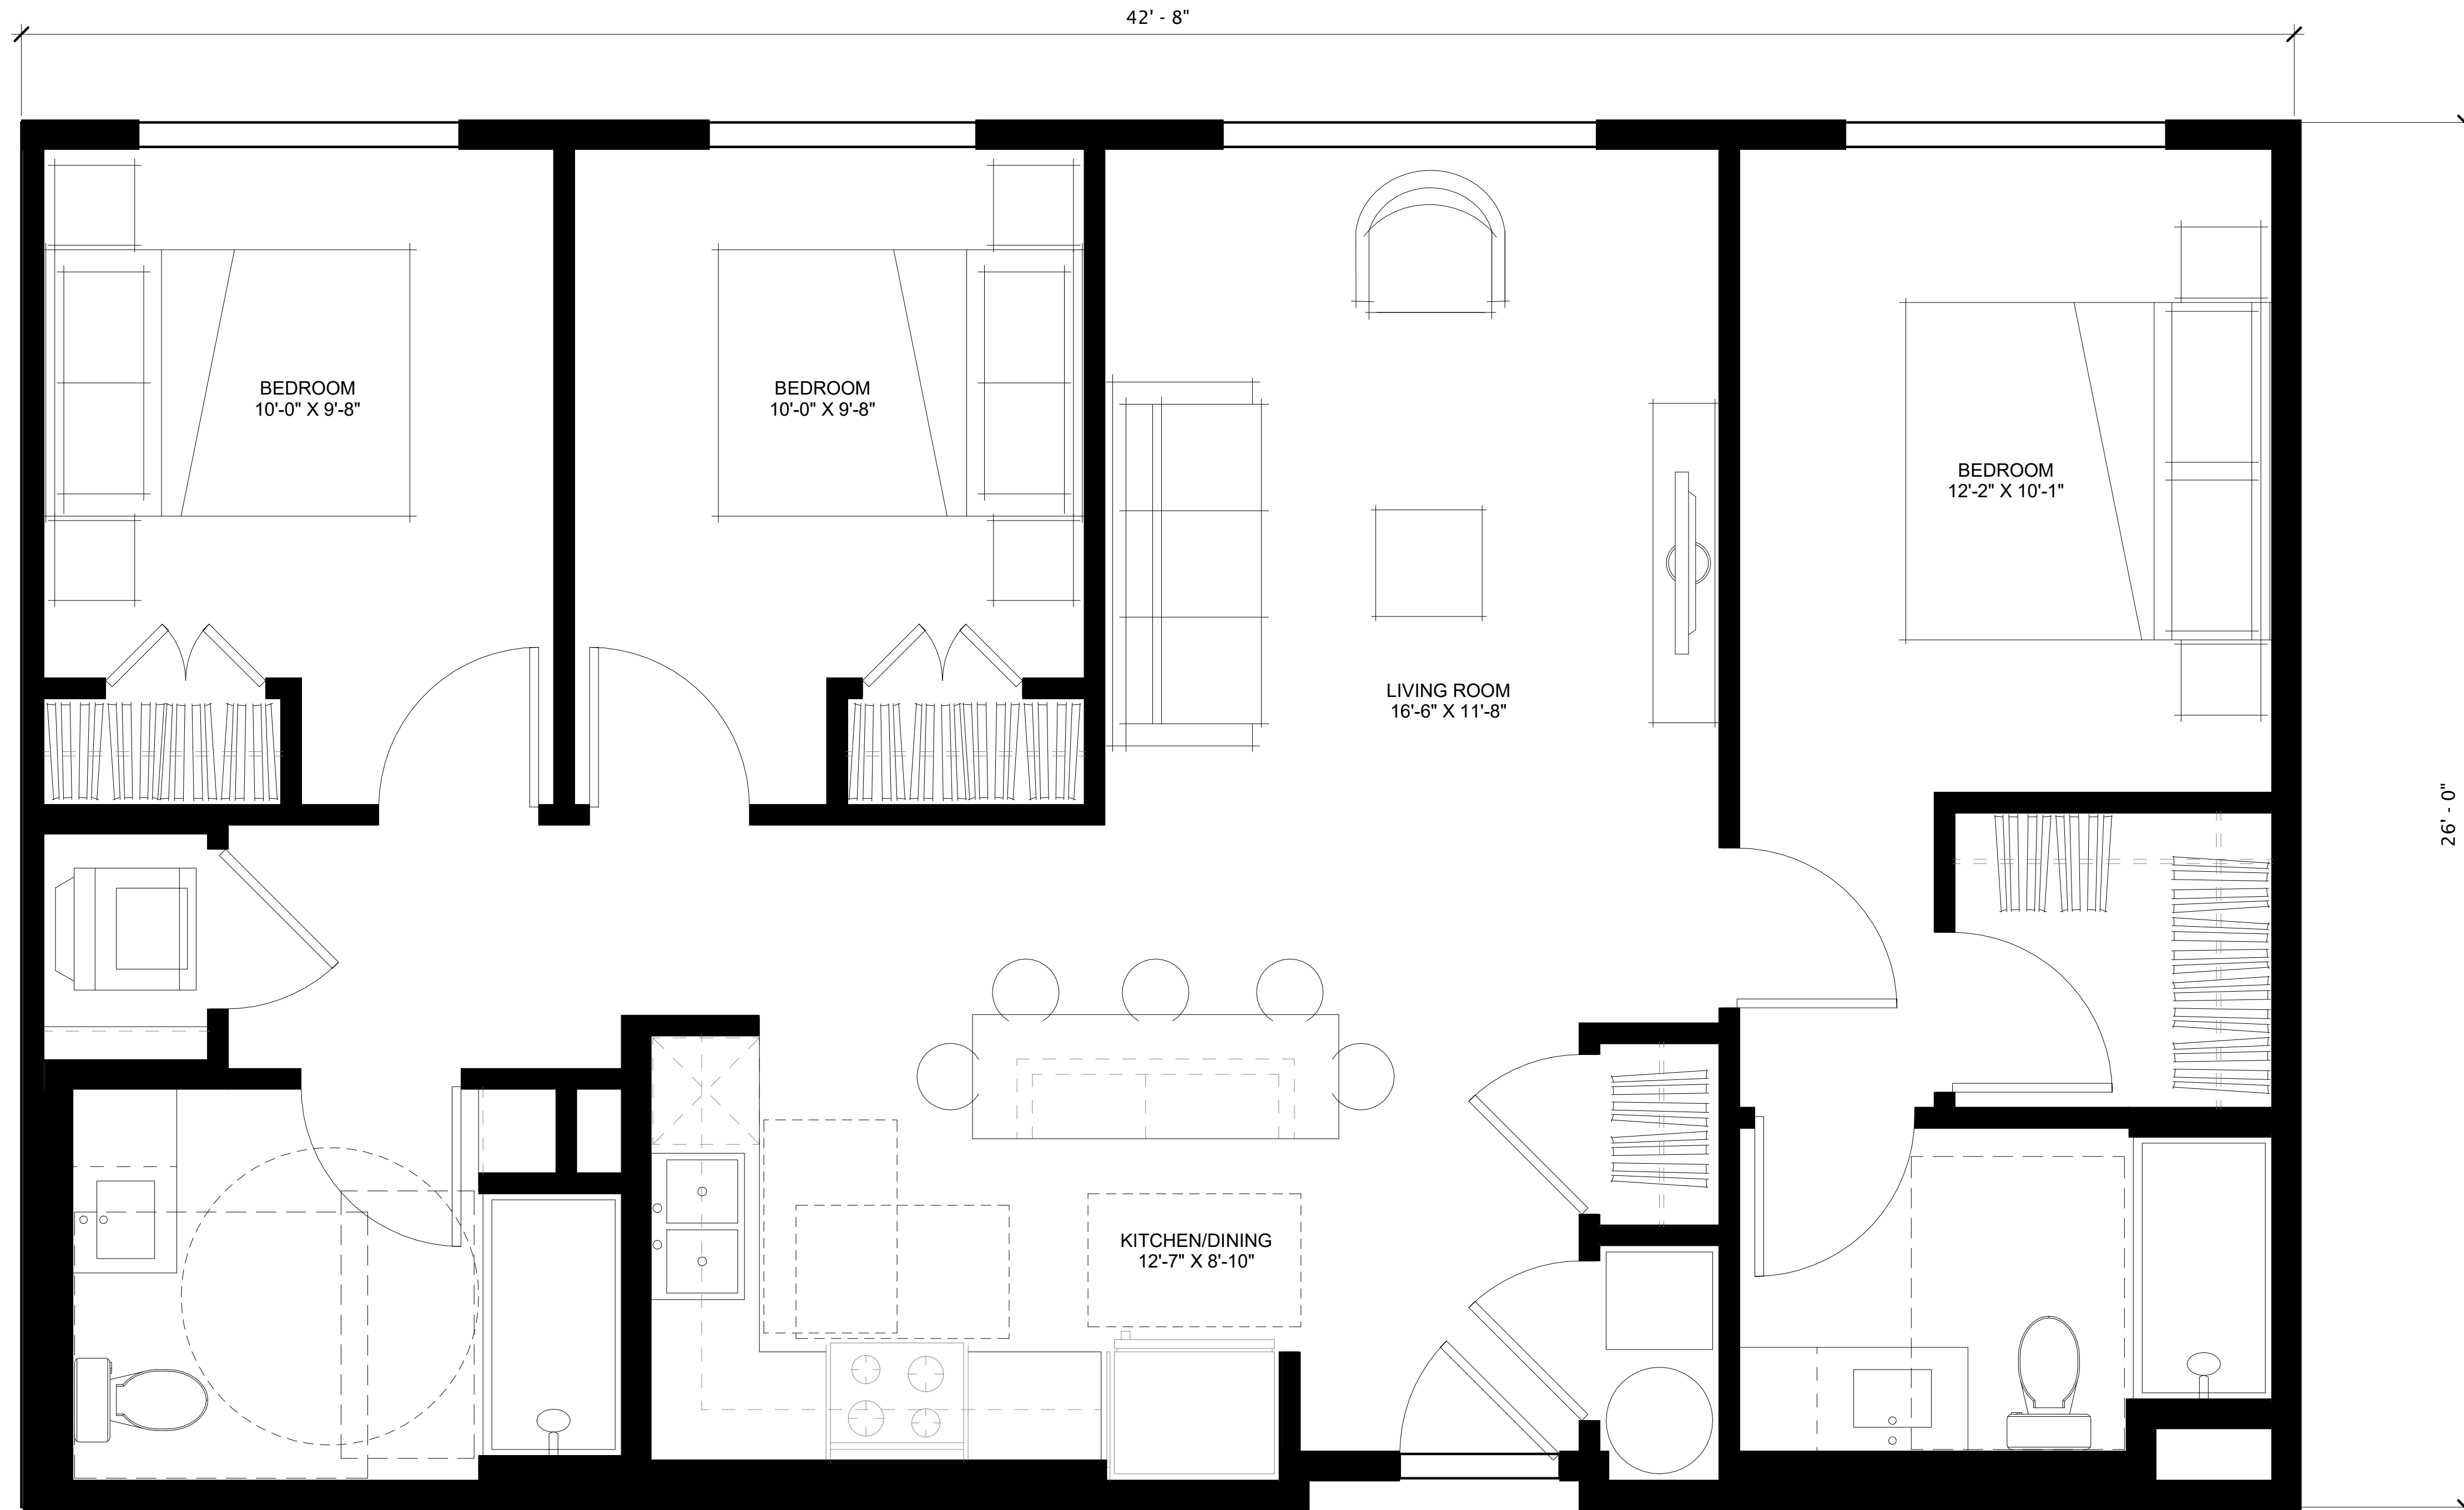 42' - 8"
BEDROOM
10'-0" X 9'-8"
BEDROOM
10'-0" X 9'-8"
BEDROOM
12'-2" X 10'-1"
LIVING ROOM
16'-6" X 11'-8"
26' - 0"
KITCHEN/DINING
12'-7" X 8'-10"